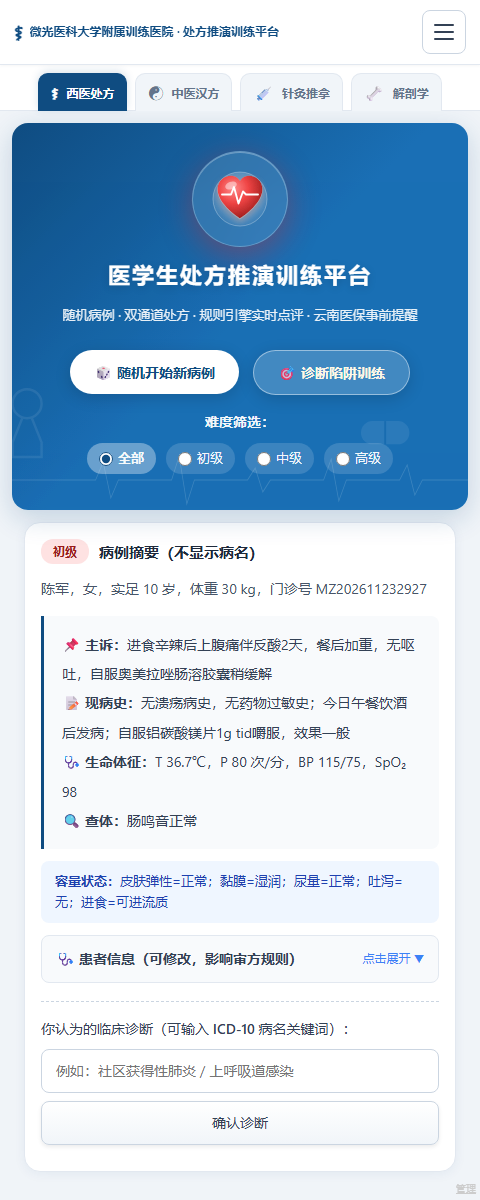 微光医科大学附属训练医院 · 处方推演训练平台
西医处方
中医汉方
针灸推拿
解剖学
医学生处方推演训练平台
随机病例 · 双通道处方 · 规则引擎实时点评 · 云南医保事前提醒
随机开始新病例
诊断陷阱训练
难度筛选：
全部
初级
中级
高级
初级 病例摘要（不显示病名）
陈军，女，实足 10 岁，体重 30 kg，门诊号 MZ202611232927
主诉：进食辛辣后上腹痛伴反酸2天，餐后加重，无呕
吐，自服奥美拉唑肠溶胶囊稍缓解
现病史：无溃疡病史，无药物过敏史；今日午餐饮酒
后发病；自服铝碳酸镁片1g tid嚼服，效果一般
生命体征：T 36.7℃，P 80 次/分，BP 115/75，SpO₂
98
查体：肠鸣音正常
容量状态：皮肤弹性=正常；黏膜=湿润；尿量=正常；吐泻=
无；进食=可进流质
患者信息（可修改，影响审方规则）
点击展开 ▼
你认为的临床诊断（可输入 ICD-10 病名关键词）：
例如：社区获得性肺炎 / 上呼吸道感染
确认诊断
管理